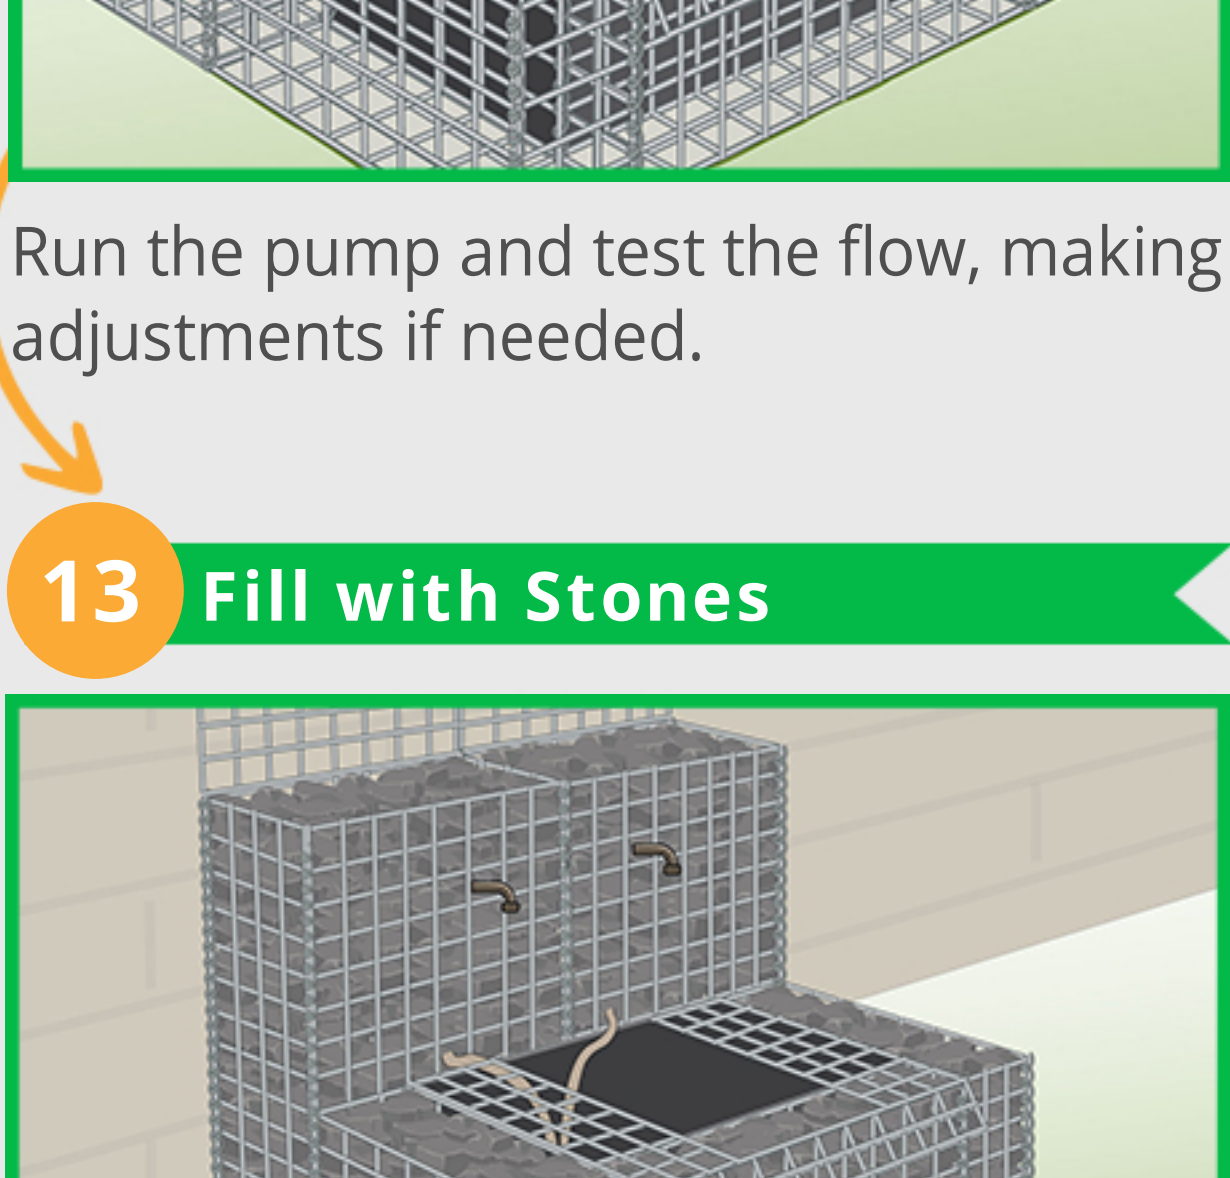 Run the pump and test the flow, making
adjustments if needed.
13 Fill with Stones